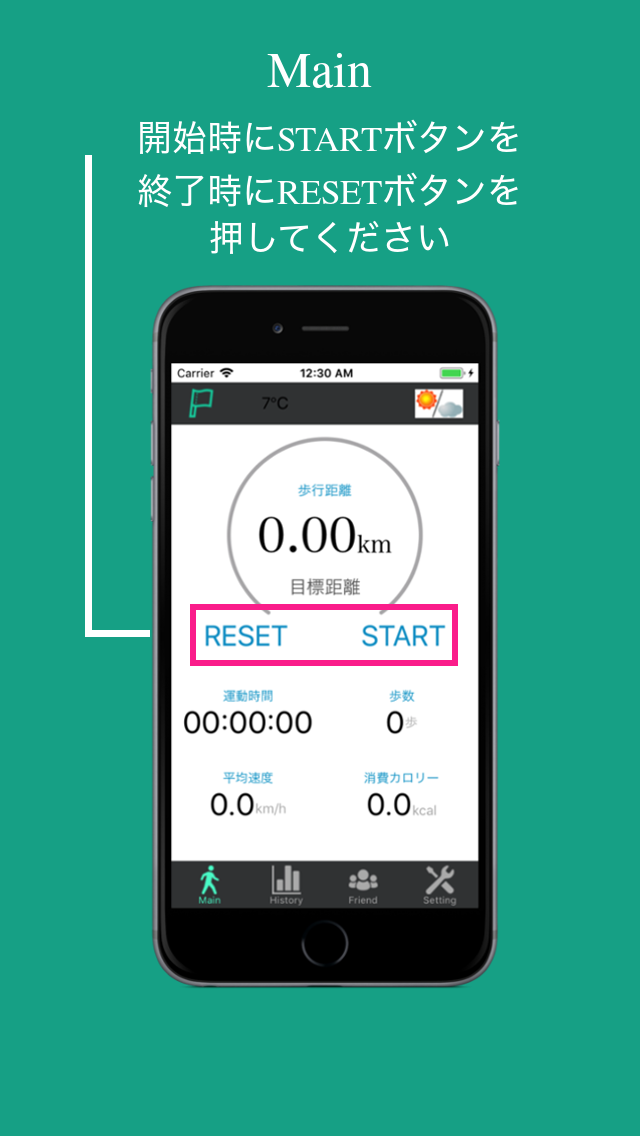 Main
開始時にSTARTボタンを
終了時にRESETボタンを
押してください
Carrier 12:30 AM
7°C
歩行距離
0.00km
目標距離
RESET START
運動時間 歩数
00:00:00 0歩
平均速度 消費カロリー
0.0km/h 0.0kcal
Main History Friend Setting